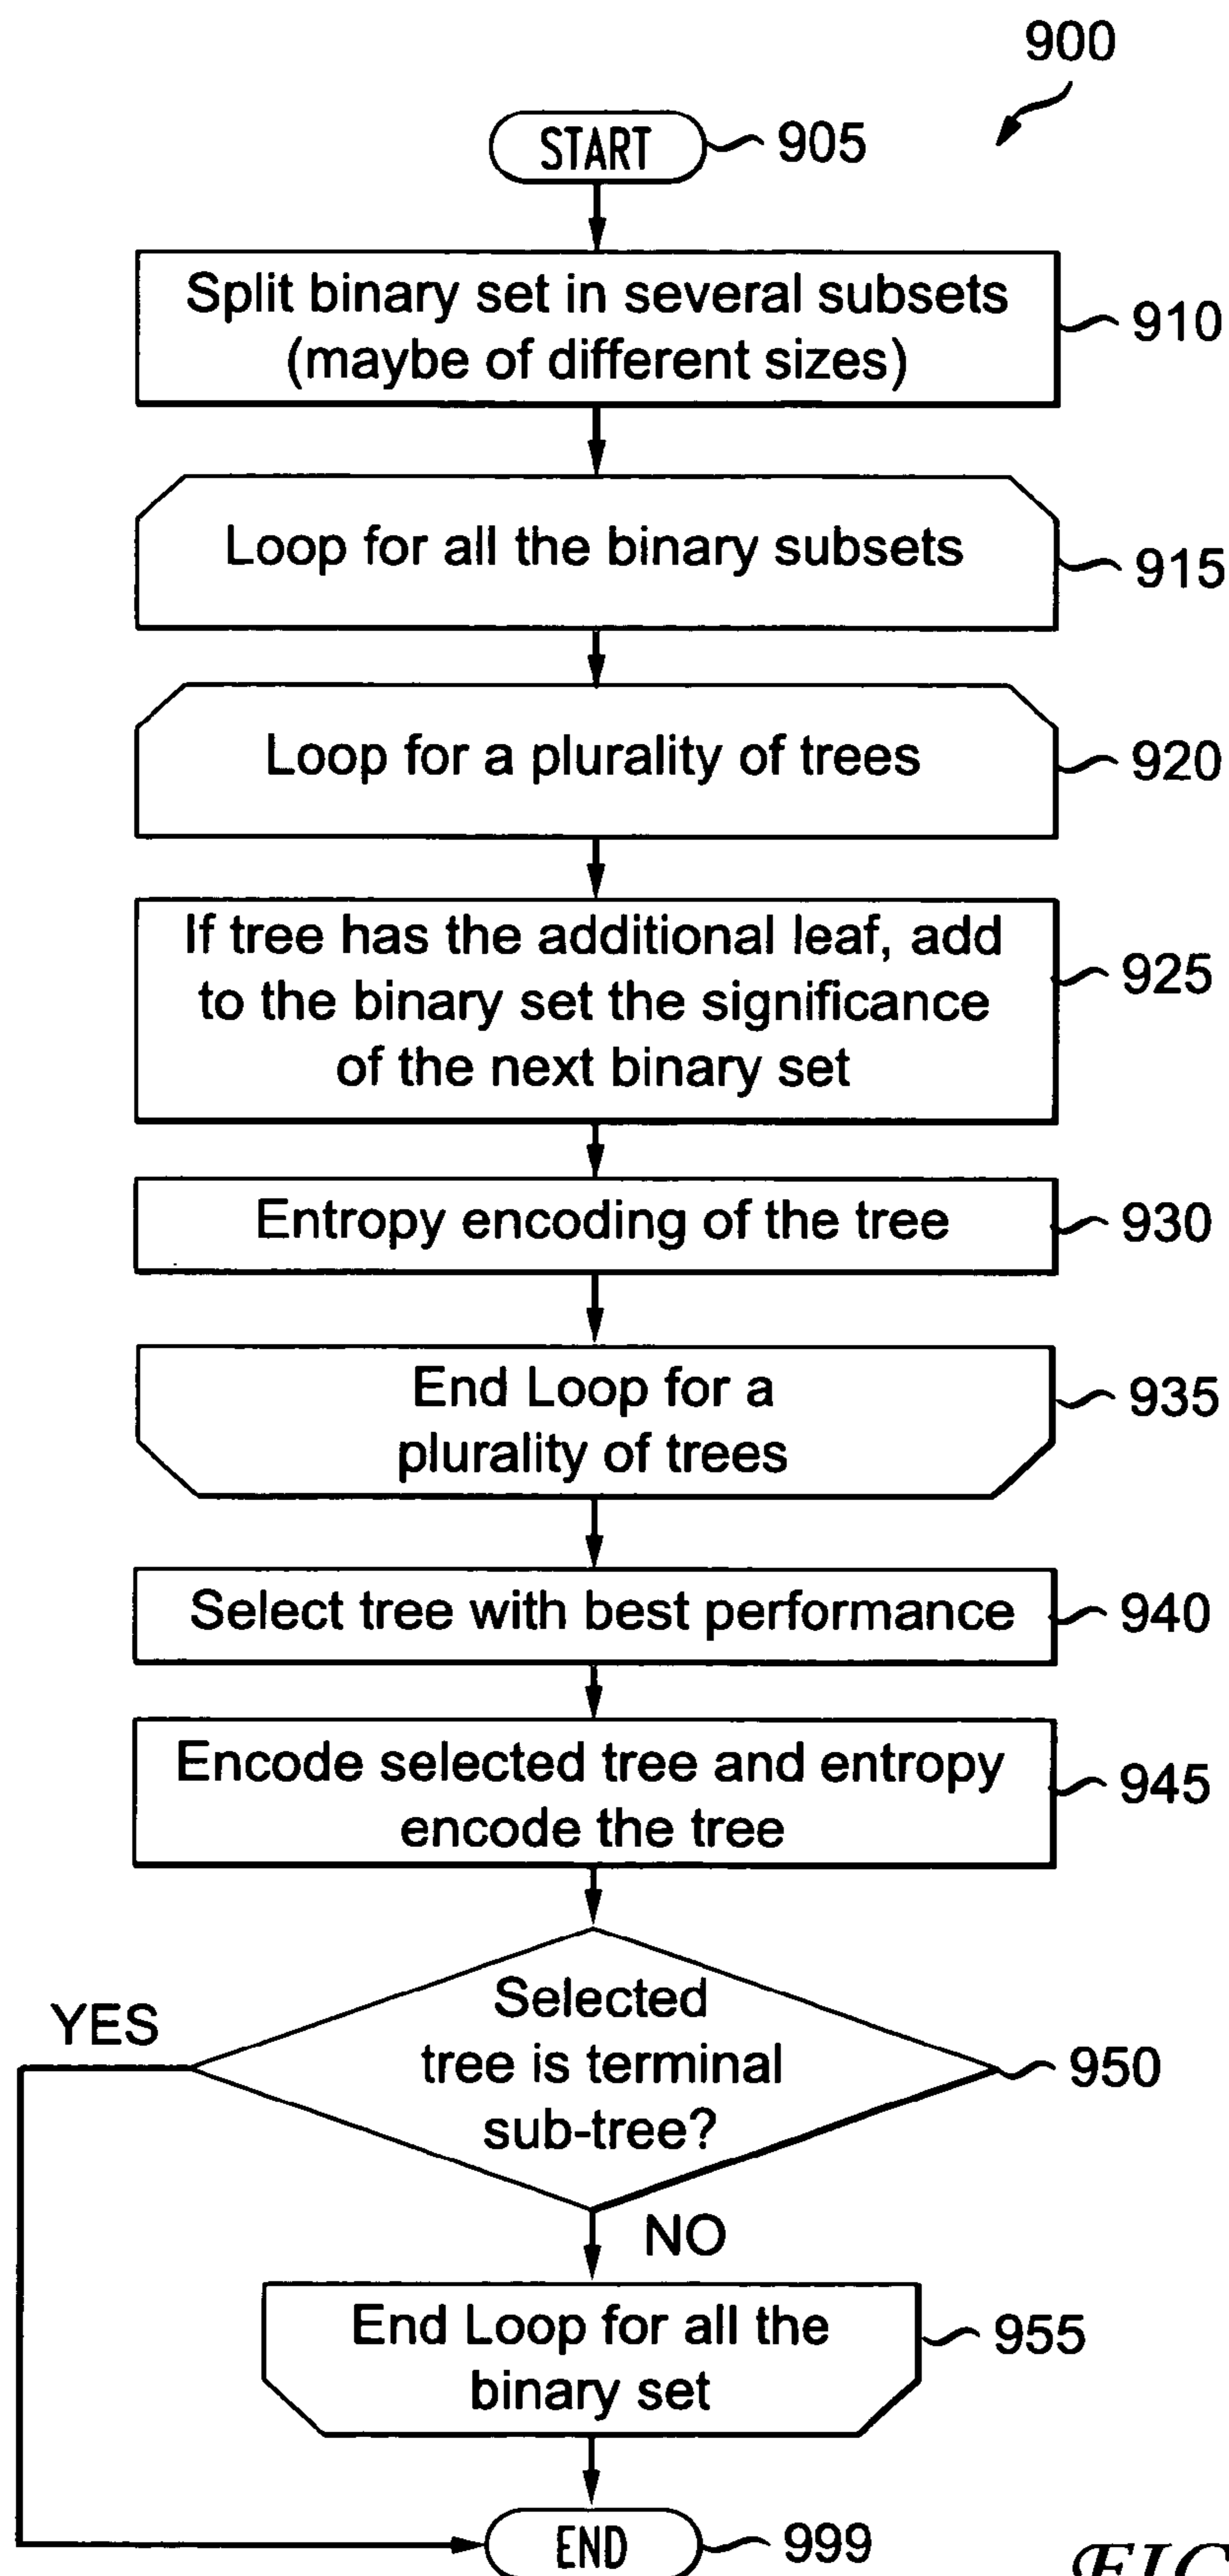 900
START
905
Split binary set in several subsets
(maybe of different sizes)
910
Loop for all the binary subsets
915
Loop for a plurality of trees
920
If tree has the additional leaf, add
to the binary set the significance
of the next binary set
925
Entropy encoding of the tree
930
End Loop for a
plurality of trees
935
Select tree with best performance
940
Encode selected tree and entropy
encode the tree
945
Selected
tree is terminal
sub-tree?
950
YES
NO
End Loop for all the
binary set
955
END
999